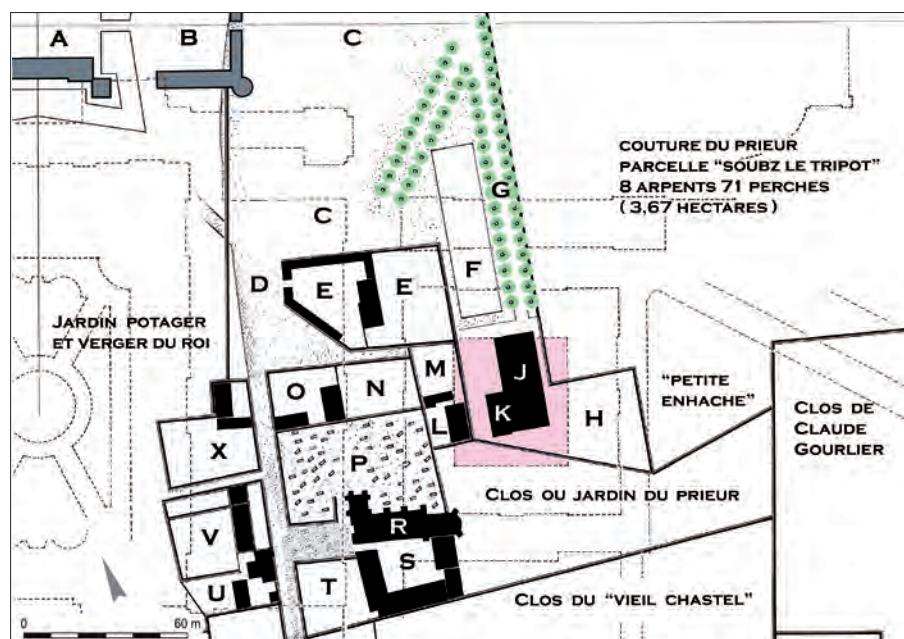 A
B
C
COUTURE DU PRIEUR
PARCELLE “SOUBZ LE TRIPOT”
8 ARPENTS 71 PERCHES
( 3,67 HECTARES )
G
C
F
D
E
E
JARDIN POTAGER
ET VERGER DU ROI
M
J
O
N
“PETITE
ENHACHE”
K
H
L
CLOS DE
CLAUDE
GOURLIER
X
P
CLOS OU JARDIN DU PRIEUR
R
V
S
U
T
CLOS DU “VIEIL CHASTEL”
0
60 m